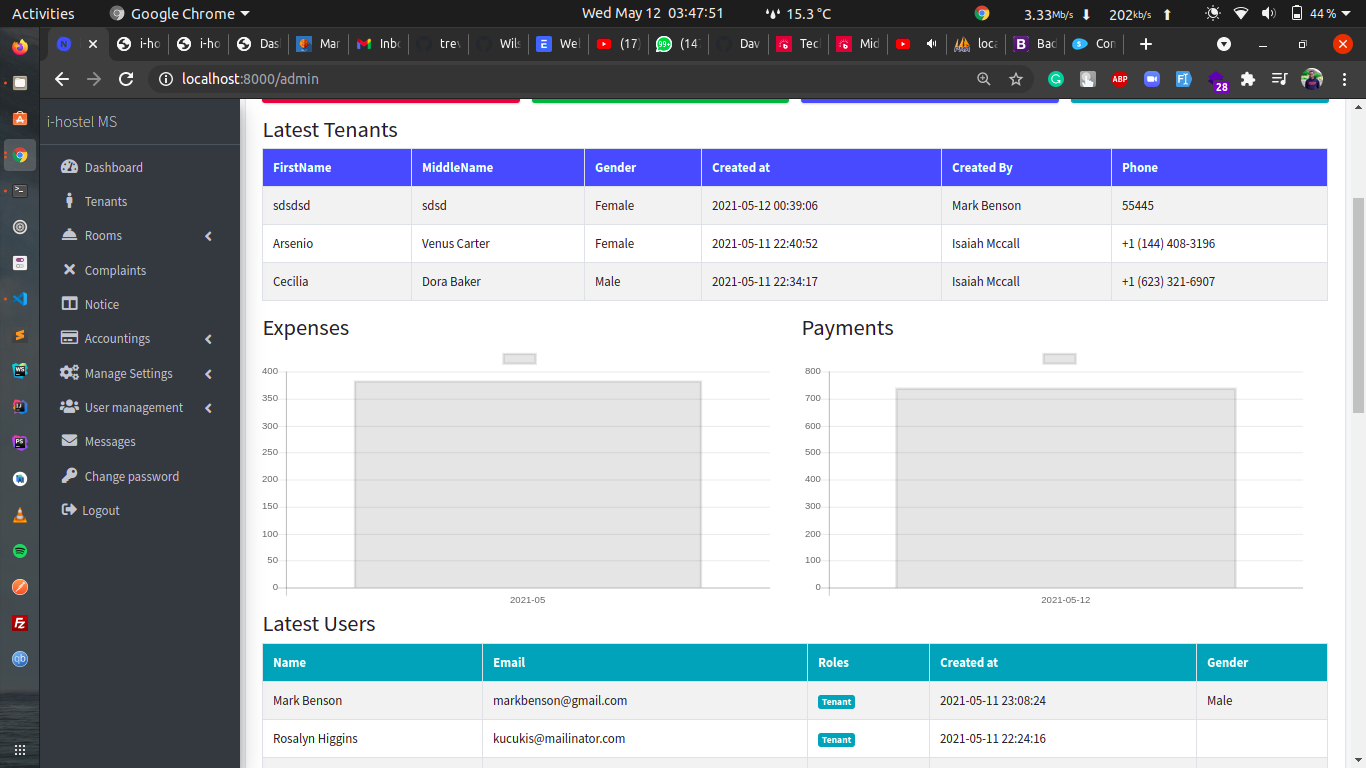 Activities Google Chrome Wed May 12 03:47:51 15.3 °C 3.33Mb/s 202kb/s 44 %
N i-ho i-ho Das Mar Inbo trev Wils E Wel (17) 99+ (14 Dav Tec Mid loca B Bad Con
localhost:8000/admin ABP 28
i-hostel MS
Dashboard
Tenants
Rooms
Complaints
Notice
Accountings
Manage Settings
User management
Messages
Change password
Logout
Latest Tenants
FirstName MiddleName Gender Created at Created By Phone
sdsdsd sdsd Female 2021-05-12 00:39:06 Mark Benson 55445
Arsenio Venus Carter Female 2021-05-11 22:40:52 Isaiah Mccall +1 (144) 408-3196
Cecilia Dora Baker Male 2021-05-11 22:34:17 Isaiah Mccall +1 (623) 321-6907
Expenses
400
350
300
250
200
150
100
50
0
2021-05
Payments
800
700
600
500
400
300
200
100
0
2021-05-12
Latest Users
Name Email Roles Created at Gender
Mark Benson markbenson@gmail.com Tenant 2021-05-11 23:08:24 Male
Rosalyn Higgins kucukis@mailinator.com Tenant 2021-05-11 22:24:16